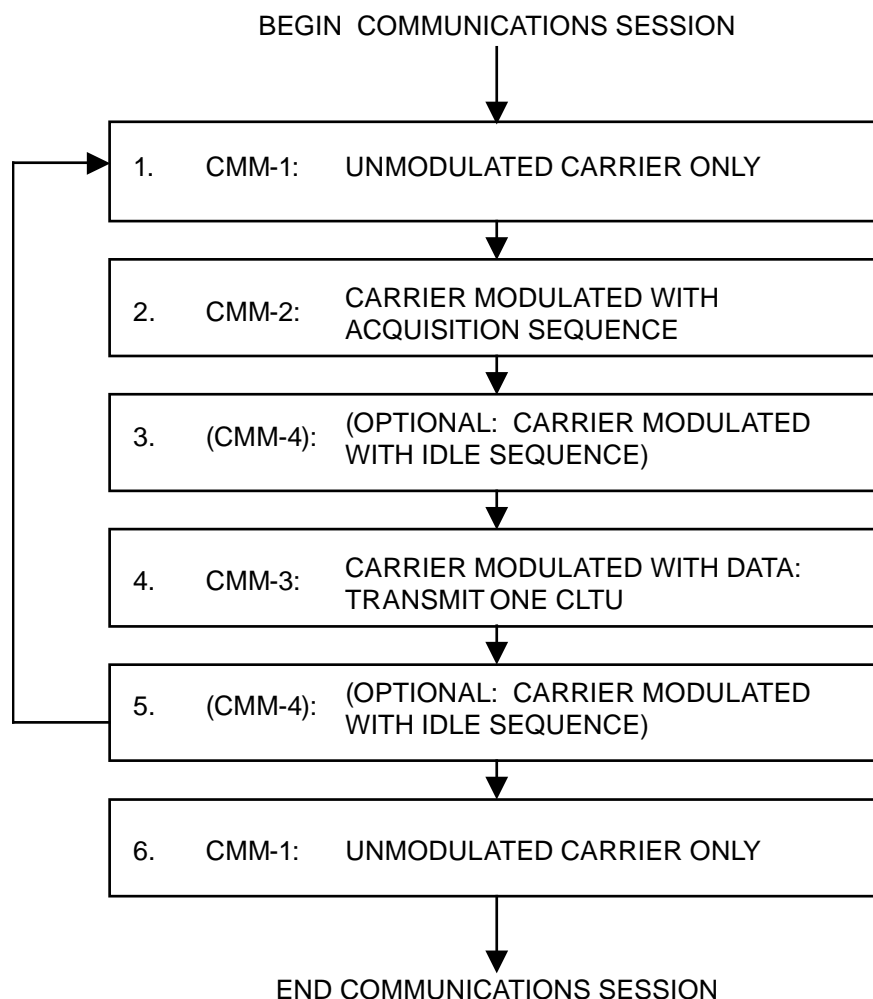 BEGIN COMMUNICATIONS SESSION
1. CMM-1: UNMODULATED CARRIER ONLY
2. CMM-2: CARRIER MODULATED WITH
ACQUISITION SEQUENCE
3. (CMM-4): (OPTIONAL: CARRIER MODULATED
WITH IDLE SEQUENCE)
4. CMM-3: CARRIER MODULATED WITH DATA:
TRANSMIT ONE CLTU
5. (CMM-4): (OPTIONAL: CARRIER MODULATED
WITH IDLE SEQUENCE)
6. CMM-1: UNMODULATED CARRIER ONLY
END COMMUNICATIONS SESSION